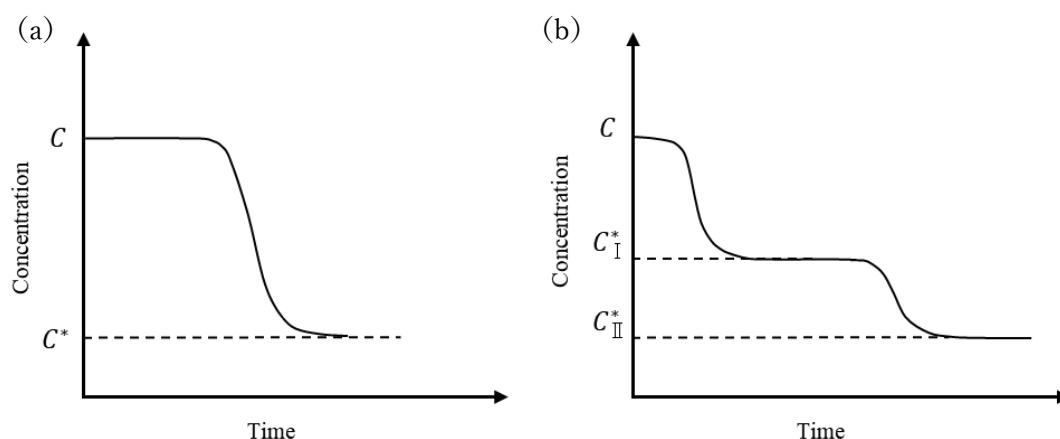 (a)
C
Concentration
C*
Time
(b)
C
C*Ⅰ
Concentration
C*Ⅱ
Time